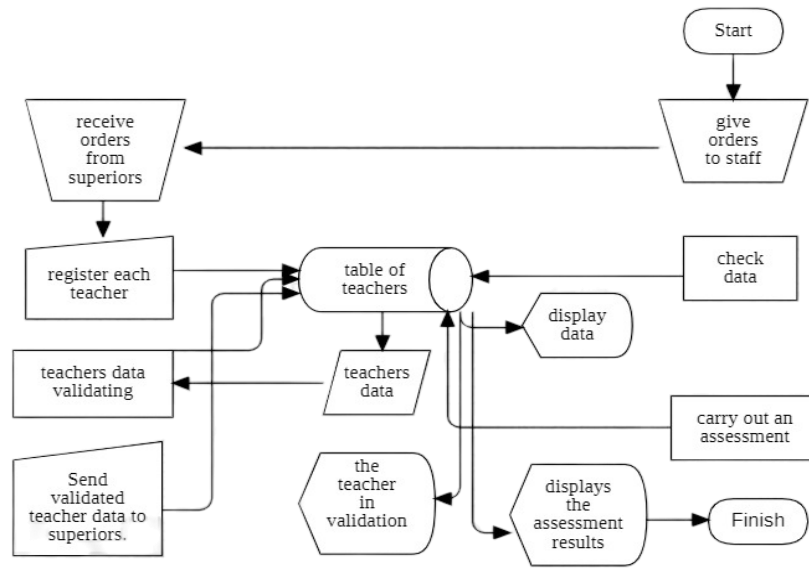 Start
receive
orders
from
superiors
give
orders
to staff
register each
teacher
table of
teachers
check
data
display
data
teachers data
validating
teachers
data
carry out an
assessment
Send
validated
teacher data to
superiors.
the
teacher
in
validation
displays
the
assessment
results
Finish